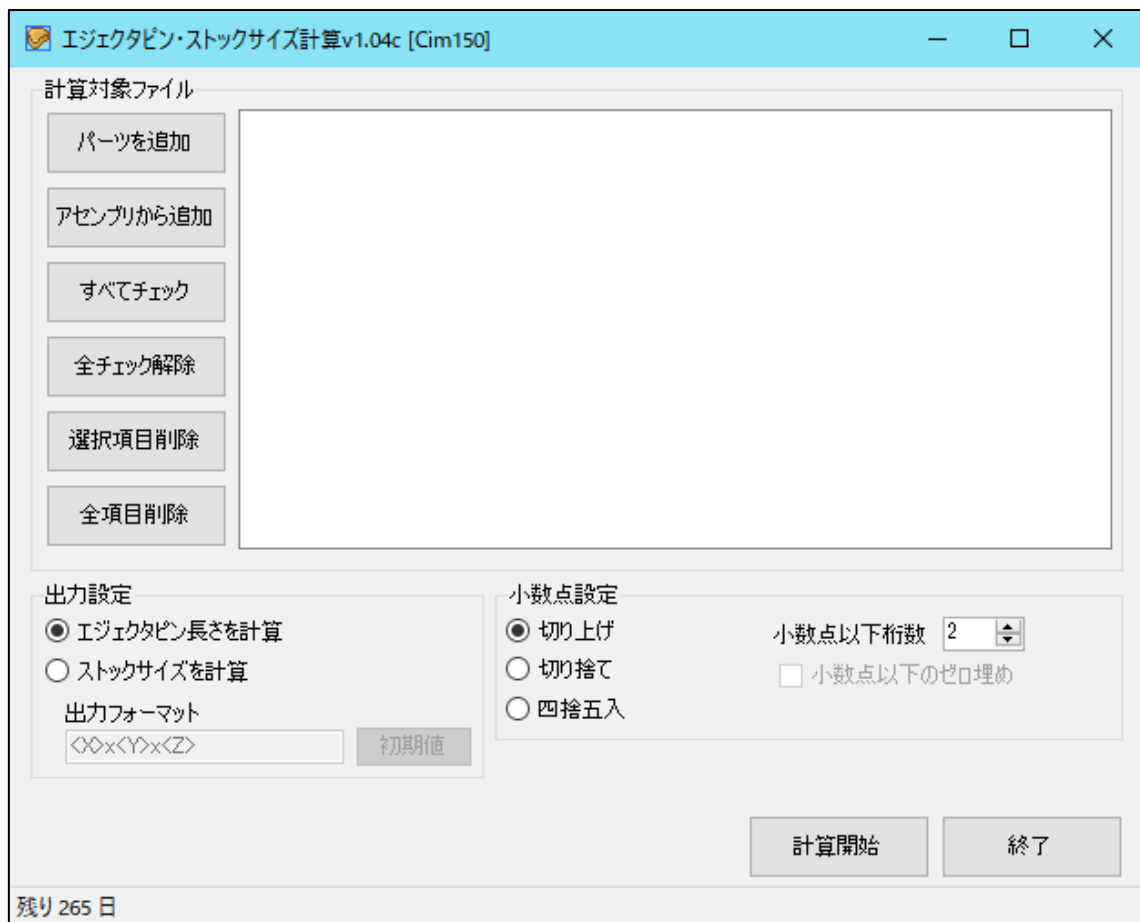 エジェクタピン・ストックサイズ計算v1.04c [Cim150]
計算対象ファイル
パーツを追加
アセンブリから追加
すべてチェック
全チェック解除
選択項目削除
全項目削除
出力設定
エジェクタピン長さを計算
ストックサイズを計算
出力フォーマット
<X>x<Y>x<Z>
初期値
小数点設定
切り上げ
切り捨て
四捨五入
小数点以下桁数 2
小数点以下のゼロ埋め
計算開始
終了
残り 265 日